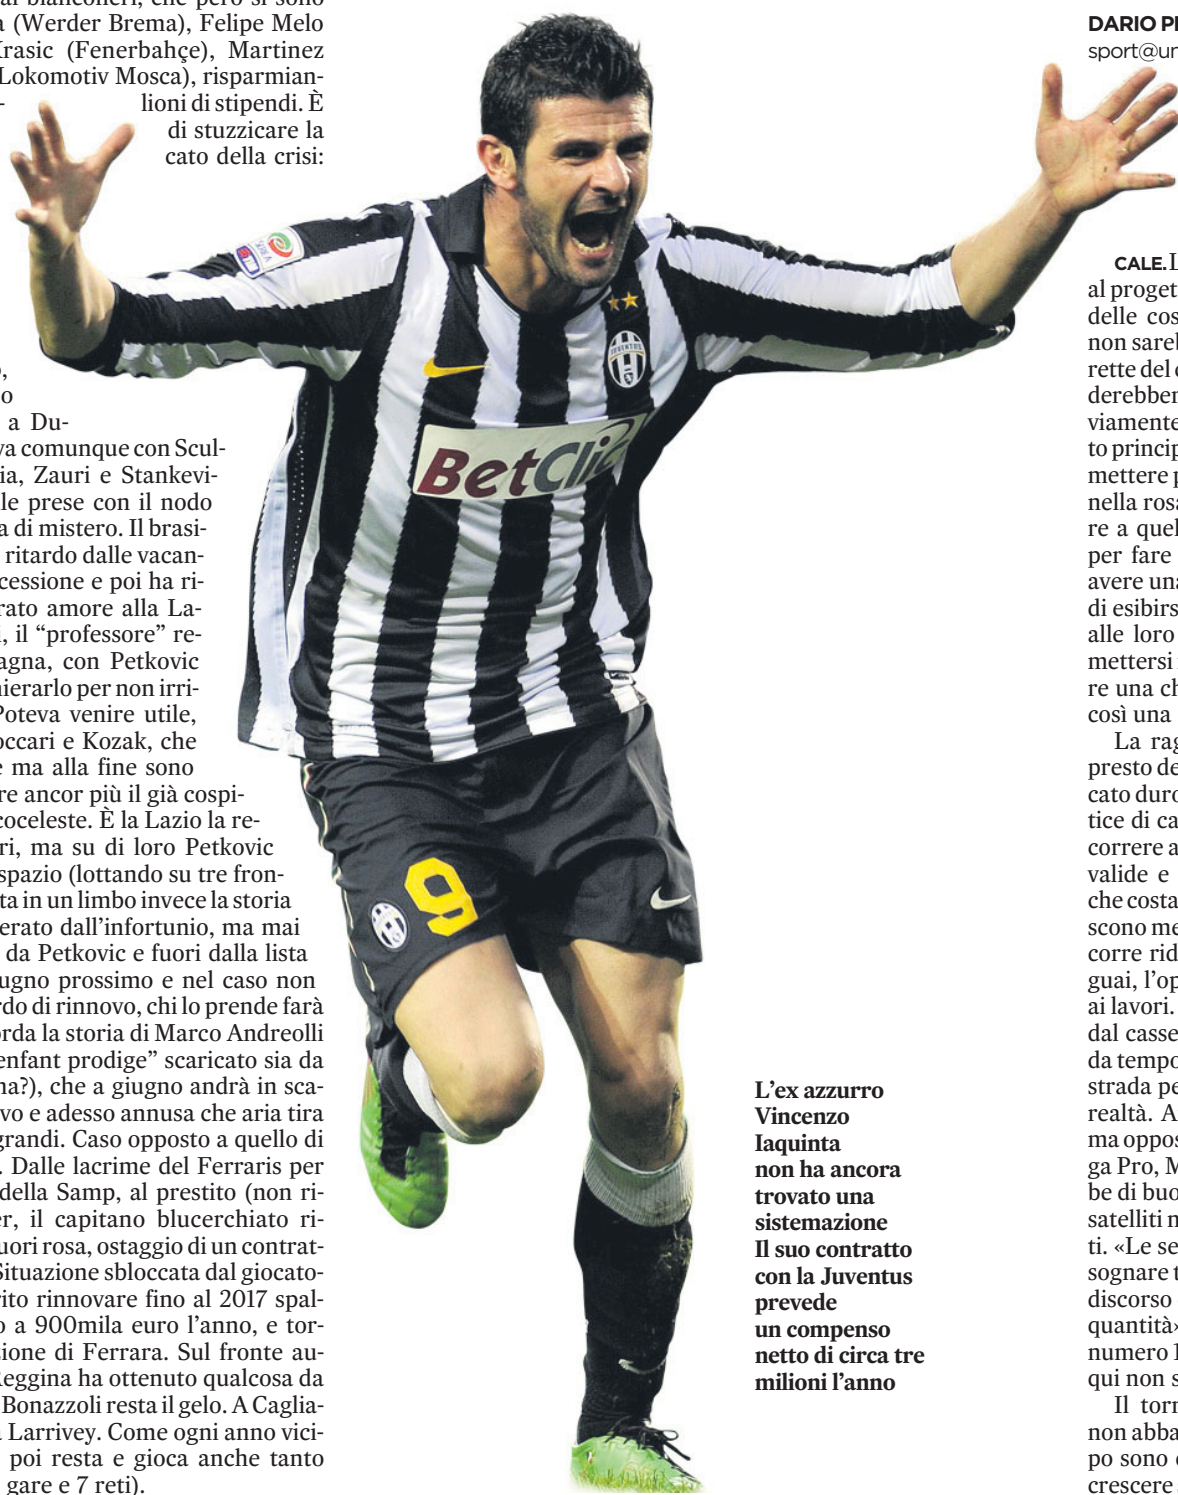 ai bianconeri, che però si sono
a (Werder Brema), Felipe Melo
Krasic (Fenerbahçe), Martinez
Lokomotiv Mosca), risparmian-
lioni di stipendi. È
di stuzzicare la
cato della crisi:
o
a Du-
va comunque con Scul-
ia, Zauri e Stankevi-
le prese con il nodo
a di mistero. Il brasi-
ritardo dalle vacan-
cessione e poi ha ri-
rato amore alla La-
i, il “professore” re-
agna, con Petkovic
hierarlo per non irri-
Poteva venire utile,
occari e Kozak, che
e ma alla fine sono
re ancor più il già cospi-
coceleste. È la Lazio la re-
ri, ma su di loro Petkovic
spazio (lottando su tre fron-
ta in un limbo invece la storia
erato dall’infortunio, ma mai
da Petkovic e fuori dalla lista
ugno prossimo e nel caso non
rdo di rinnovo, chi lo prende farà
orda la storia di Marco Andreolli
enfant prodige” scaricato sia da
na?), che a giugno andrà in sca-
vo e adesso annusa che aria tira
grandi. Caso opposto a quello di
. Dalle lacrime del Ferraris per
della Samp, al prestito (non ri-
er, il capitano blucerchiato ri-
uori rosa, ostaggio di un contrat-
Situazione sbloccata dal giocato-
ito rinnovare fino al 2017 spal-
o a 900mila euro l’anno, e tor-
zione di Ferrara. Sul fronte au-
Reggina ha ottenuto qualcosa da
Bonazzoli resta il gelo. A Caglia-
a Larrivey. Come ogni anno vici-
poi resta e gioca anche tanto
gare e 7 reti).
JUVENTUS
BetClic
9
L’ex azzurro
Vincenzo
Iaquinta
non ha ancora
trovato una
sistemazione
Il suo contratto
con la Juventus
prevede
un compenso
netto di circa tre
milioni l’anno
DARIO PE
sport@un
CALE. L
al proget
delle cos
non sareb
rette del c
derebber
viamente
to princip
mettere p
nella rosa
re a quel
per fare
avere una
di esibirs
alle loro
mettersi
re una ch
così una
La rag
presto de
cato duro
tice di ca
correre a
valide e
che costa
scono me
corre rid
guai, l’op
ai lavori.
dal casse
da tempo
strada pe
realtà. A
ma oppos
ga Pro, M
be di buo
satelliti n
ti. «Le se
sognare t
discorso
quantità»
numero 1
qui non s
Il torn
non abba
po sono
crescere